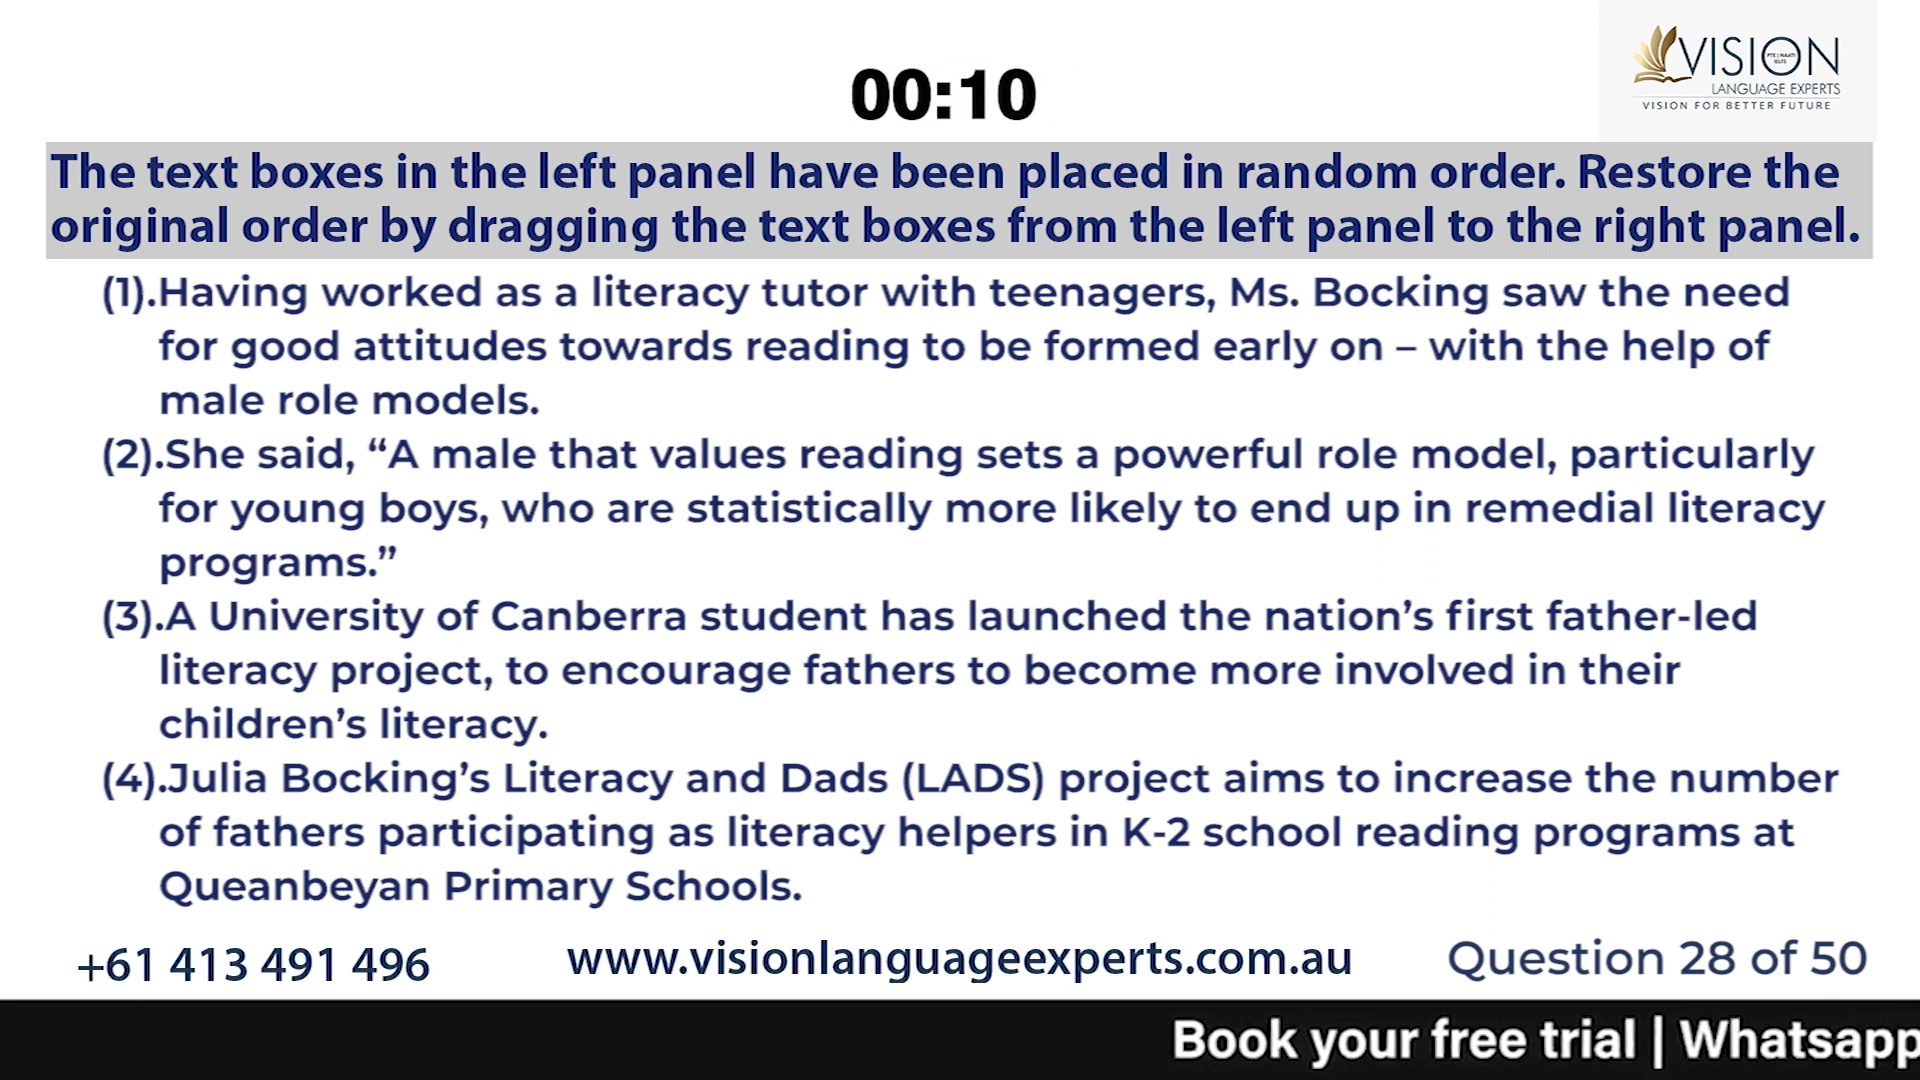 VISION
PTE | NAATI
IELTS
LANGUAGE EXPERTS
VISION FOR BETTER FUTURE
00:10
The text boxes in the left panel have been placed in random order. Restore the
original order by dragging the text boxes from the left panel to the right panel.
(1).Having worked as a literacy tutor with teenagers, Ms. Bocking saw the need
for good attitudes towards reading to be formed early on – with the help of
male role models.
(2).She said, “A male that values reading sets a powerful role model, particularly
for young boys, who are statistically more likely to end up in remedial literacy
programs.”
(3).A University of Canberra student has launched the nation’s first father-led
literacy project, to encourage fathers to become more involved in their
children’s literacy.
(4).Julia Bocking’s Literacy and Dads (LADS) project aims to increase the number
of fathers participating as literacy helpers in K-2 school reading programs at
Queanbeyan Primary Schools.
+61 413 491 496 www.visionlanguageexperts.com.au Question 28 of 50
Book your free trial | Whatsapp